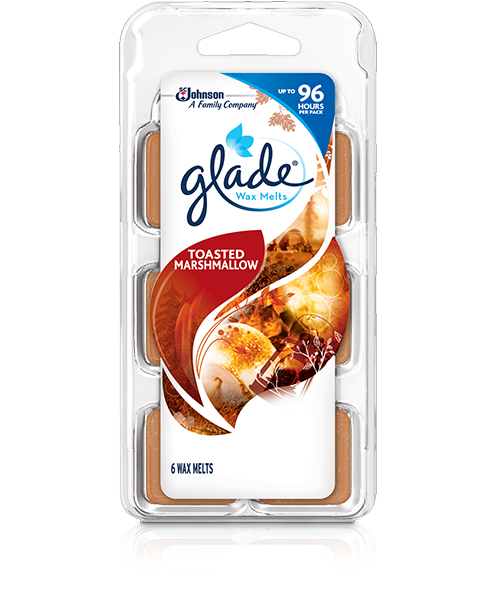 SC Johnson
A Family Company
UP TO 96
HOURS
PER PACK
glade®
Wax Melts
TOASTED
MARSHMALLOW
6 WAX MELTS